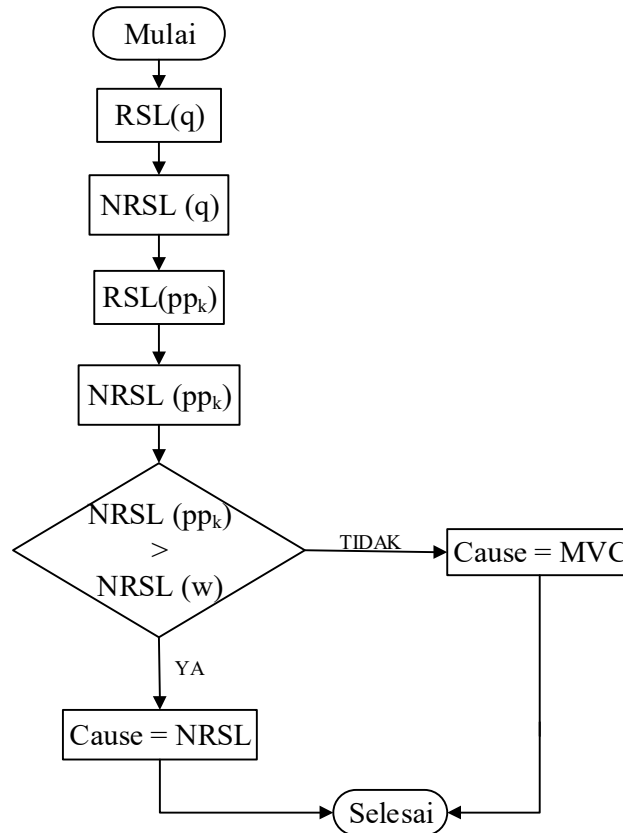 Mulai
RSL(q)
NRSL (q)
RSL(ppₖ)
NRSL (ppₖ)
NRSL (ppₖ)
>
NRSL (w)
TIDAK
Cause = MVC
YA
Cause = NRSL
Selesai